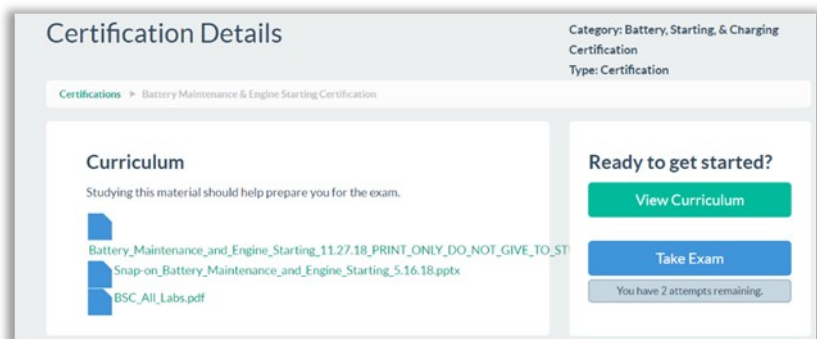 Certification Details
Category: Battery, Starting, & Charging
Certification
Type: Certification
Certifications ▶ Battery Maintenance & Engine Starting Certification
Curriculum
Studying this material should help prepare you for the exam.
Battery_Maintenance_and_Engine_Starting_11.27.18_PRINT_ONLY_DO_NOT_GIVE_TO_STU
Snap-on_Battery_Maintenance_and_Engine_Starting_5.16.18.pptx
BSC_All_Labs.pdf
Ready to get started?
View Curriculum
Take Exam
You have 2 attempts remaining.